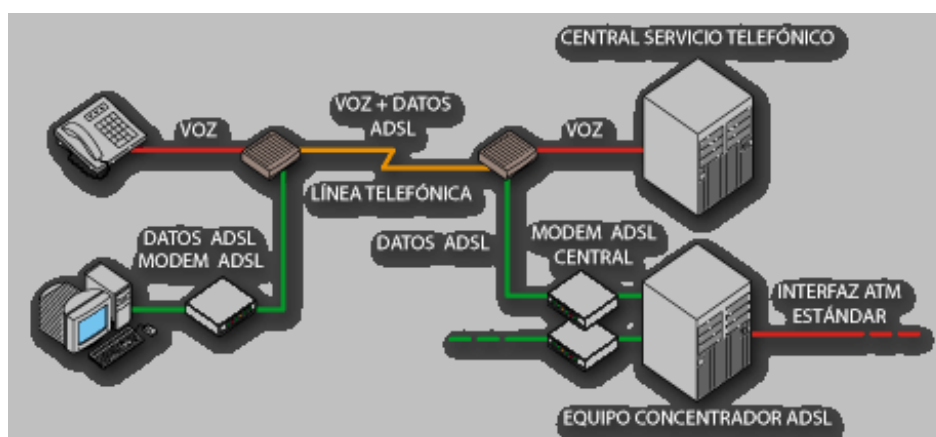 CENTRAL SERVICIO TELEFÓNICO
VOZ
VOZ + DATOS
ADSL
VOZ
LÍNEA TELEFÓNICA
DATOS ADSL
MODEM ADSL
DATOS ADSL
MODEM ADSL
CENTRAL
INTERFAZ ATM
ESTÁNDAR
EQUIPO CONCENTRADOR ADSL